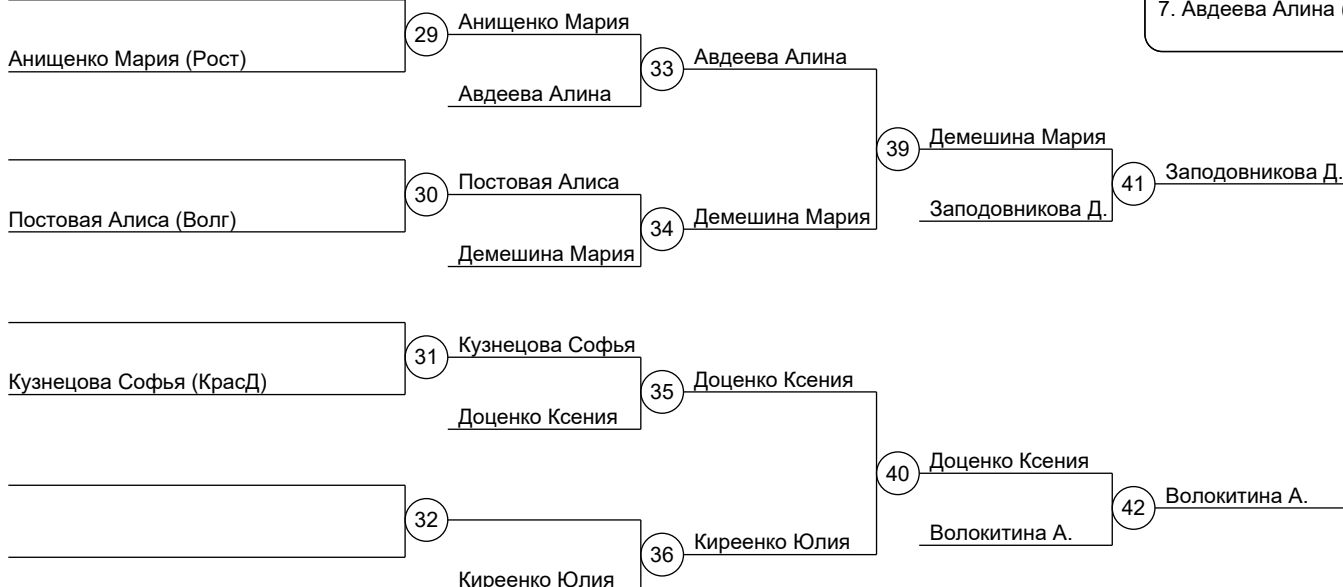 7. Авдеева Алина (
29
Анищенко Мария
Анищенко Мария (Рост)
33
Авдеева Алина
Авдеева Алина
39
Демешина Мария
30
Постовая Алиса
41
Заподовникова Д.
Постовая Алиса (Волг)
34
Демешина Мария
Заподовникова Д.
Демешина Мария
31
Кузнецова Софья
Кузнецова Софья (КрасД)
35
Доценко Ксения
Доценко Ксения
40
Доценко Ксения
32
42
Волокитина А.
36
Киреенко Юлия
Волокитина А.
Киреенко Юлия